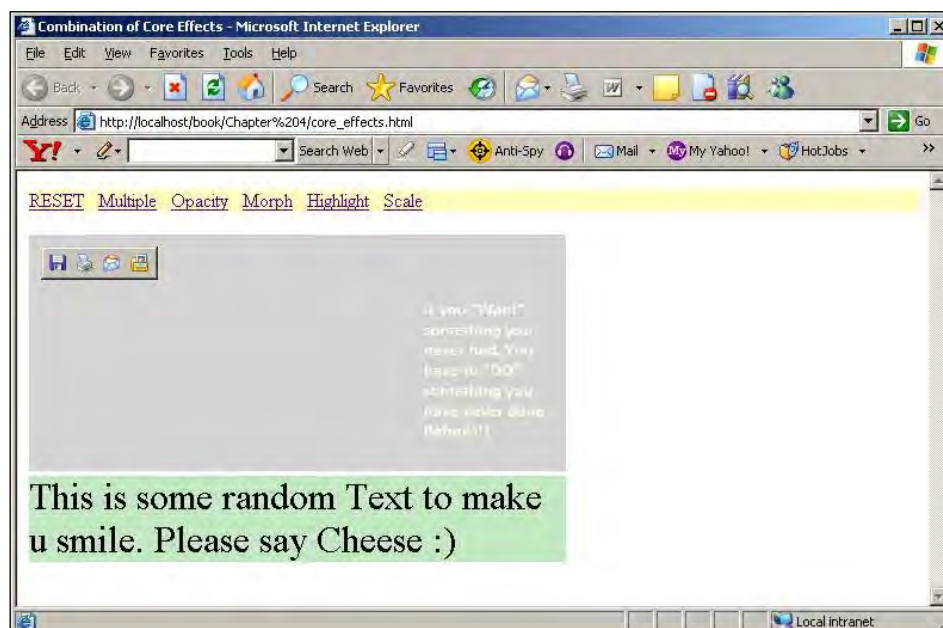 Combination of Core Effects - Microsoft Internet Explorer
File Edit View Favorites Tools Help
Back Search Favorites
Address http://localhost/book/Chapter%204/core_effects.html Go
Y! Search Web Anti-Spy Mail My My Yahoo! HotJobs »
RESET Multiple Opacity Morph Highlight Scale
if you "Want"
something you
never had, You
have to "DO"
something you
have never done
Before!!!
This is some random Text to make
u smile. Please say Cheese :)
Local intranet